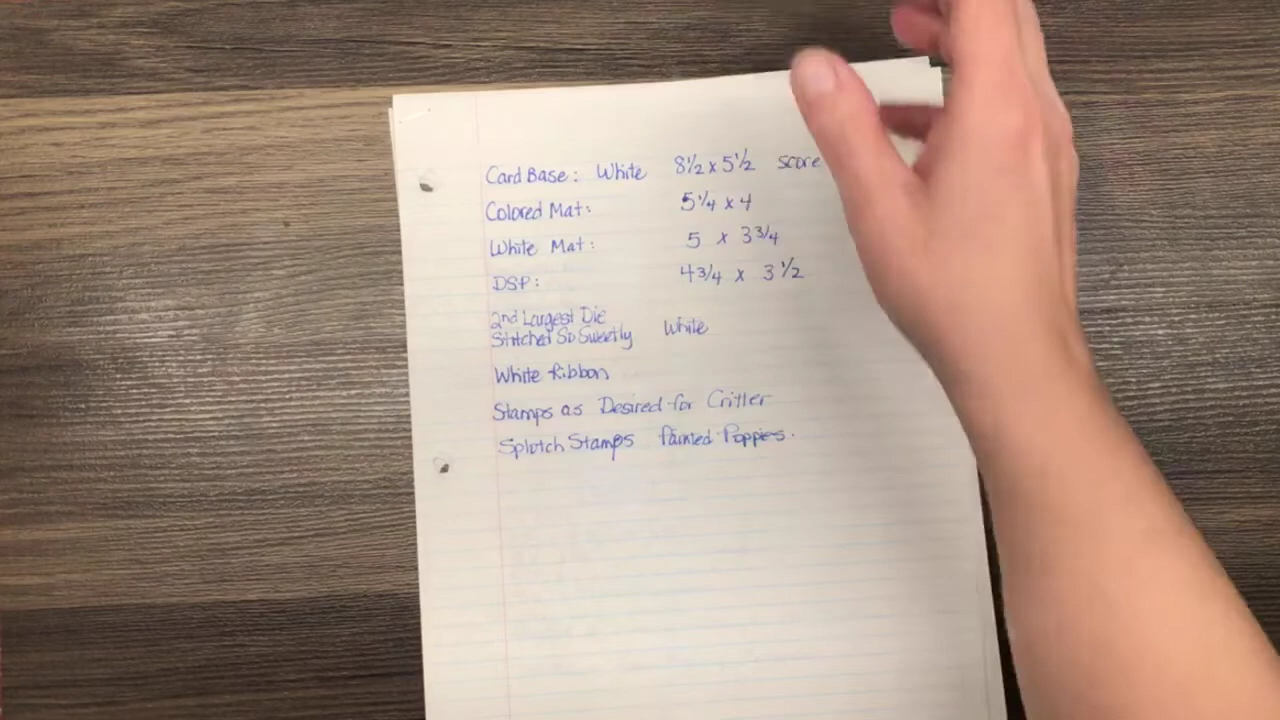 Card Base: White 8½ x 5½ score
Colored Mat: 5¼ x 4
White Mat: 5 x 3¾
DSP: 4¾ x 3½
2nd Largest Die
Stitched So Sweetly White
White Ribbon
Stamps as Desired for Critter
Splotch Stamps Painted Poppies.